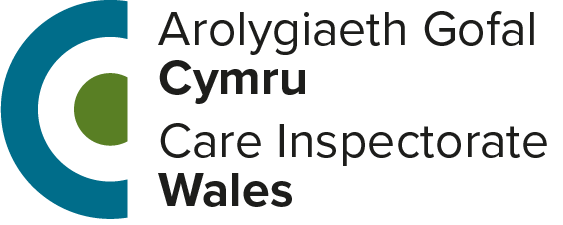 Arolygiaeth Gofal
Cymru
Care Inspectorate
Wales